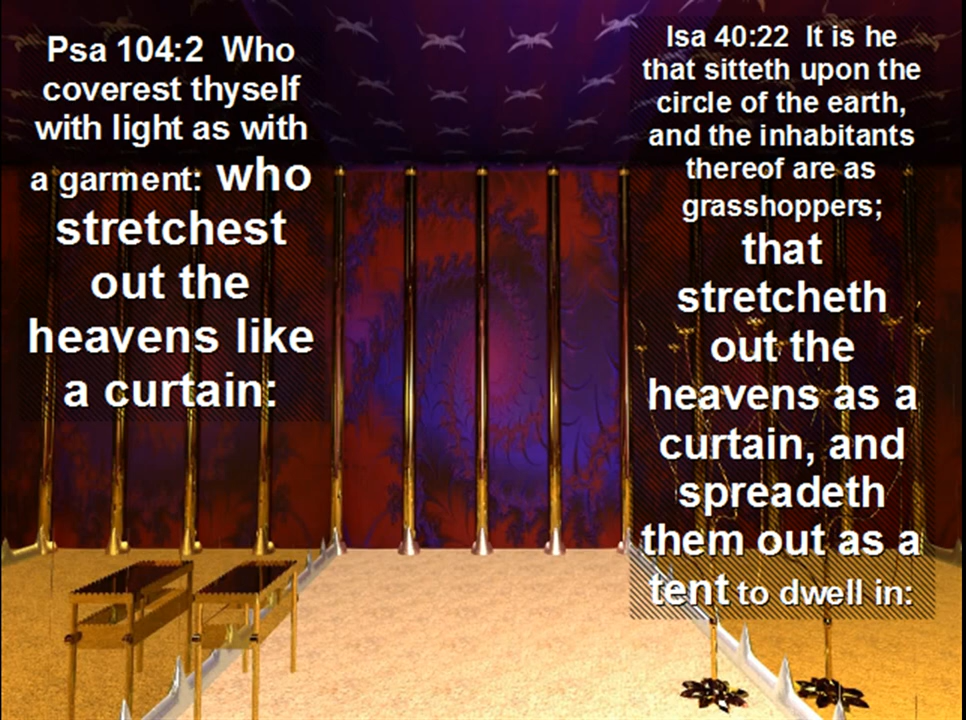 Psa 104:2  Who
coverest thyself
with light as with
a garment: who
stretchest
out the
heavens like
a curtain:
Isa 40:22  It is he
that sitteth upon the
circle of the earth,
and the inhabitants
thereof are as
grasshoppers;
that
stretcheth
out the
heavens as a
curtain, and
spreadeth
them out as a
tent to dwell in: